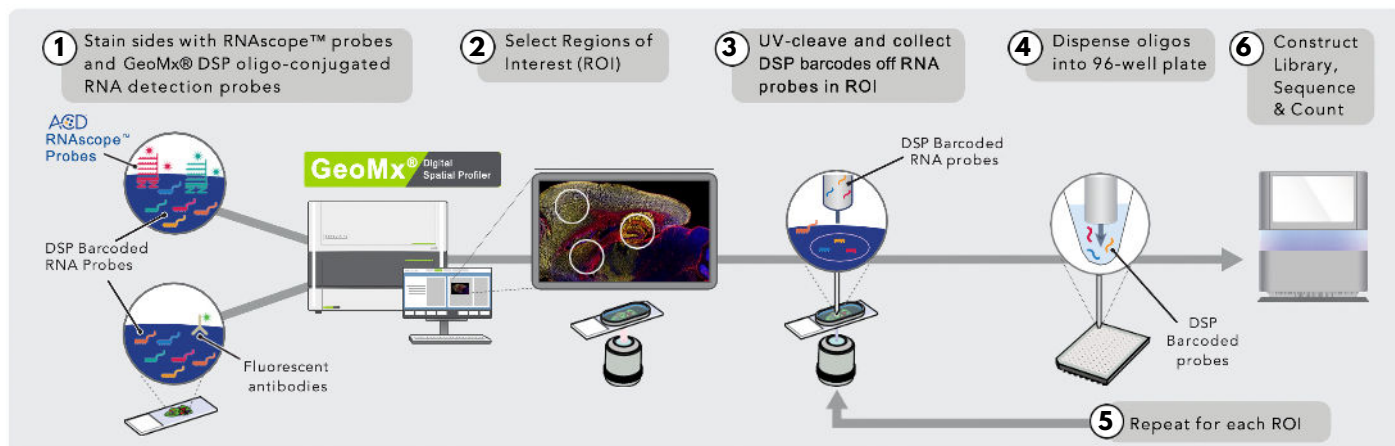 1 Stain sides with RNAscope™ probes
and GeoMx® DSP oligo-conjugated
RNA detection probes
2 Select Regions of
Interest (ROI)
3 UV-cleave and collect
DSP barcodes off RNA
probes in ROI
4 Dispense oligos
into 96-well plate
6 Construct
Library,
Sequence
& Count
ACD
RNAscope™
Probes
DSP Barcoded
RNA Probes
Fluorescent
antibodies
GeoMx® Digital
Spatial Profiler
DSP Barcoded
RNA probes
DSP
Barcoded
probes
5 Repeat for each ROI